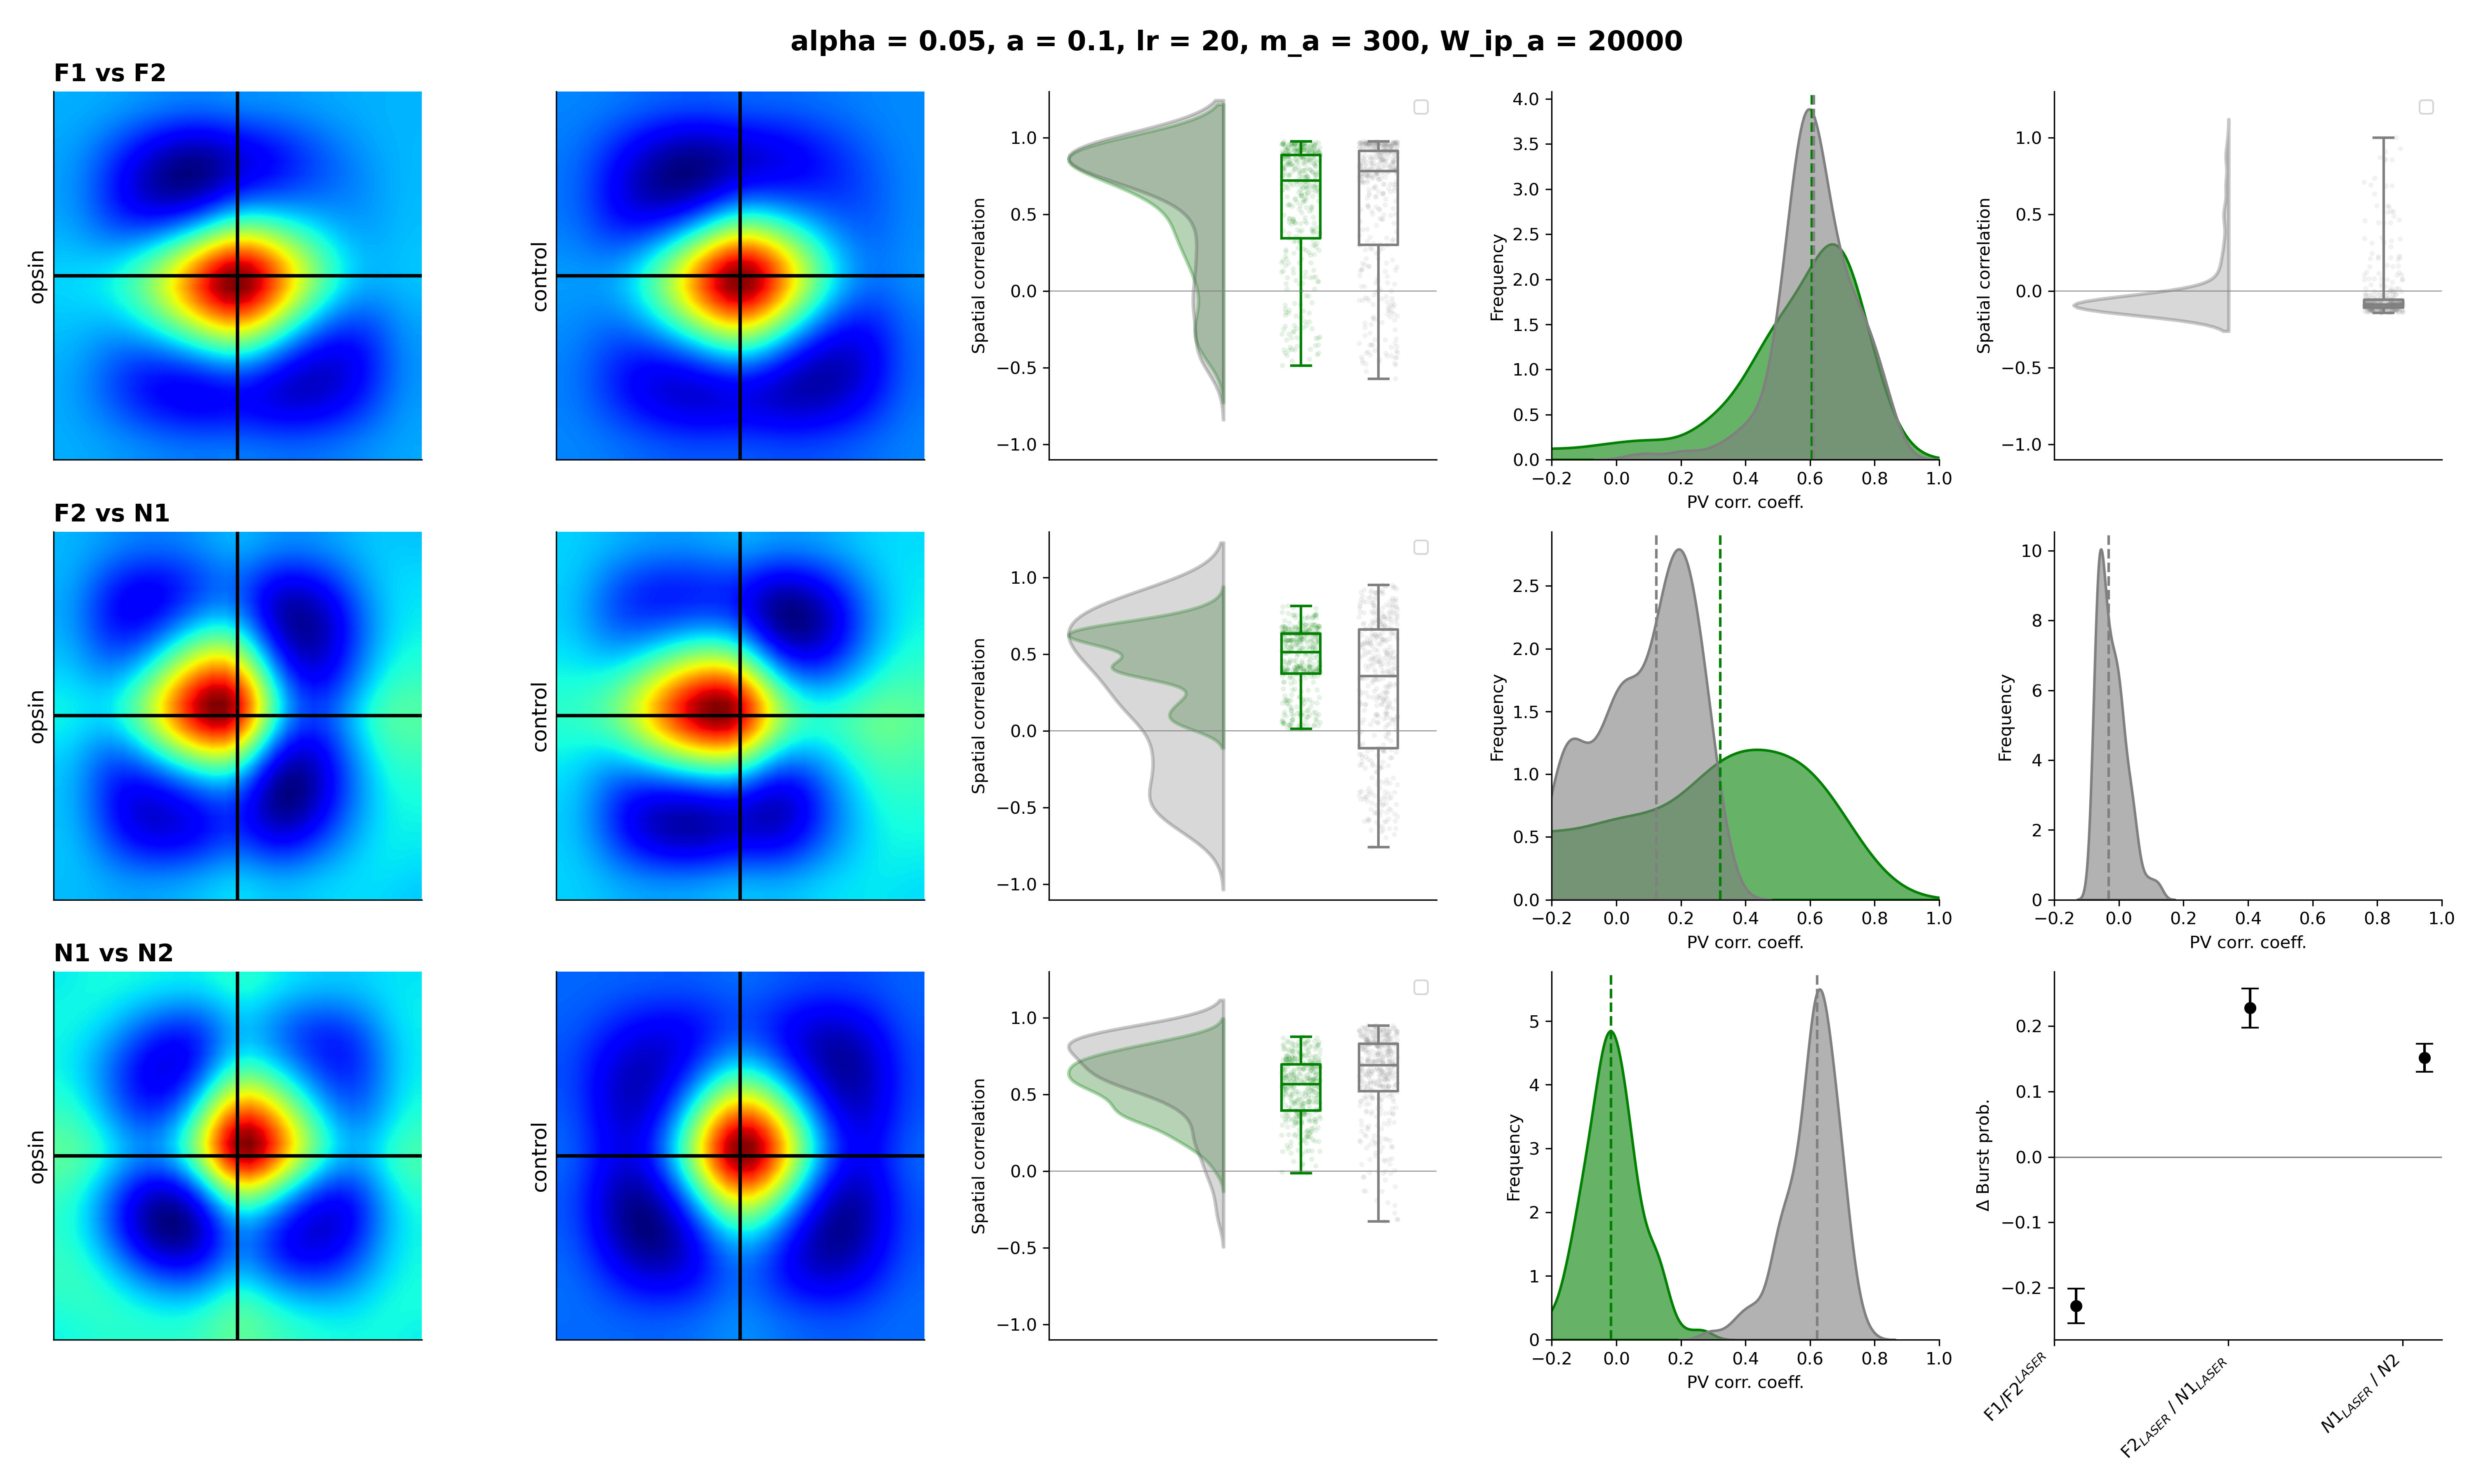 alpha = 0.05, a = 0.1, lr = 20, m_a = 300, W_ip_a = 20000
F1 vs F2
opsin
control
Spatial correlation
1.0
0.5
0.0
−0.5
−1.0
Frequency
4.0
3.5
3.0
2.5
2.0
1.5
1.0
0.5
0.0
−0.2 0.0 0.2 0.4 0.6 0.8 1.0
PV corr. coeff.
Spatial correlation
1.0
0.5
0.0
−0.5
−1.0
F2 vs N1
opsin
control
Spatial correlation
1.0
0.5
0.0
−0.5
−1.0
Frequency
2.5
2.0
1.5
1.0
0.5
0.0
−0.2 0.0 0.2 0.4 0.6 0.8 1.0
PV corr. coeff.
Frequency
10
8
6
4
2
0
−0.2 0.0 0.2 0.4 0.6 0.8 1.0
PV corr. coeff.
N1 vs N2
opsin
control
Spatial correlation
1.0
0.5
0.0
−0.5
−1.0
Frequency
5
4
3
2
1
0
−0.2 0.0 0.2 0.4 0.6 0.8 1.0
PV corr. coeff.
Δ Burst prob.
0.2
0.1
0.0
−0.1
−0.2
F1/F2^LASER
F2_LASER / N1_LASER
N1_LASER / N2